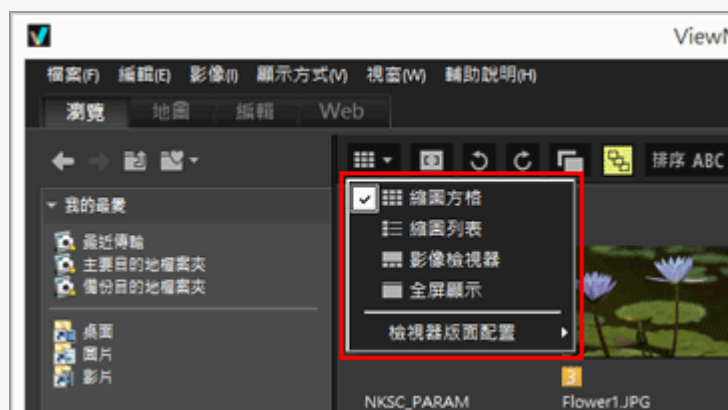 ViewN
檔案(F) 編輯(E) 影像(I) 顯示方式(V) 視窗(W) 輔助說明(H)
瀏覽 地圖 編輯 Web
排序 ABC
我的最愛
最近傳輸
主要目的地檔案夾
備份目的地檔案夾
桌面
圖片
影片
縮圖方格
縮圖列表
影像檢視器
全屏顯示
檢視器版面配置
3
NKSC_PARAM Flower1.JPG